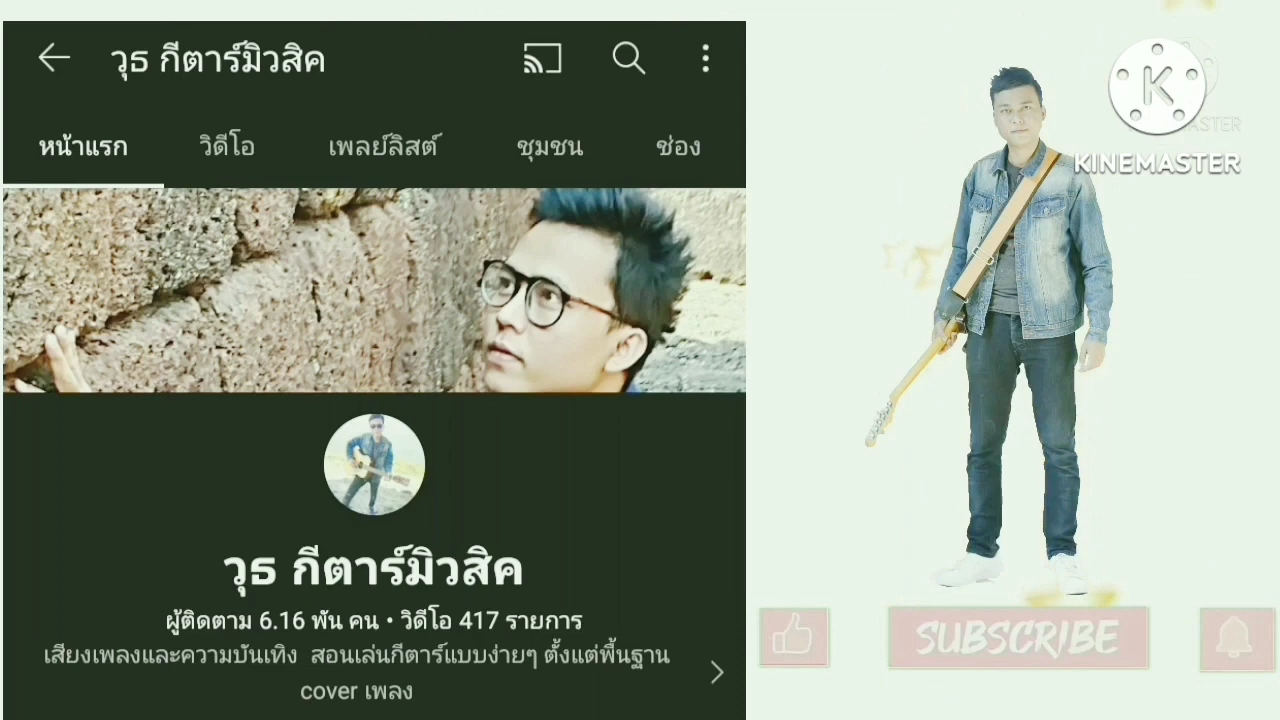 วุธ กีตาร์มิวสิค
หน้าแรก วิดีโอ เพลย์ลิสต์ ชุมชน ช่อง
วุธ กีตาร์มิวสิค
ผู้ติดตาม 6.16 พัน คน • วิดีโอ 417 รายการ
เสียงเพลงและความบันเทิง สอนเล่นกีตาร์แบบง่ายๆ ตั้งแต่พื้นฐาน
cover เพลง
K
KINEMASTER
SUBSCRIBE